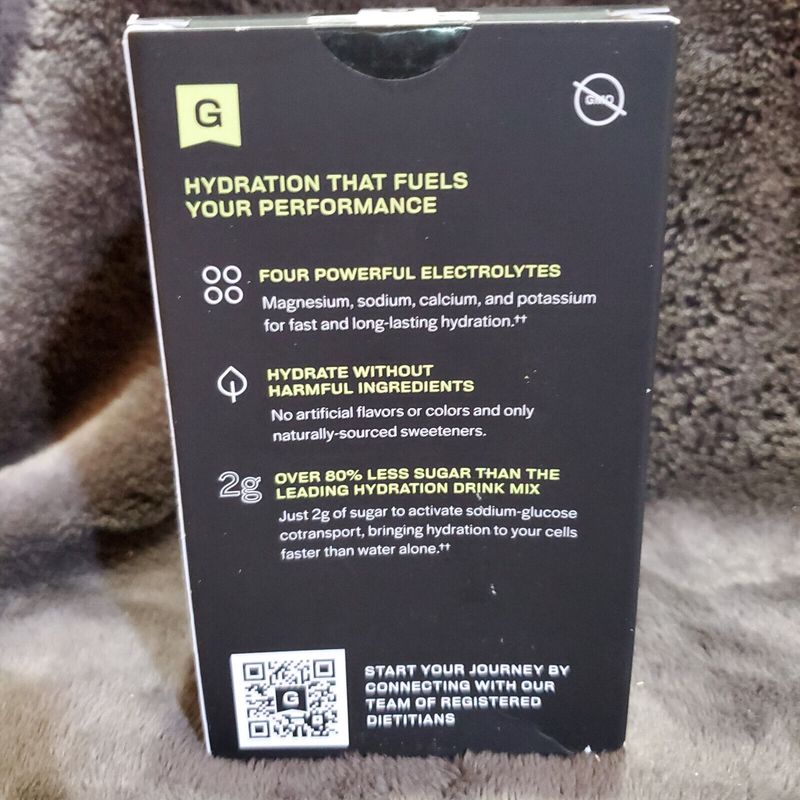 G
GMO
HYDRATION THAT FUELS
YOUR PERFORMANCE
FOUR POWERFUL ELECTROLYTES
Magnesium, sodium, calcium, and potassium
for fast and long-lasting hydration.††
HYDRATE WITHOUT
HARMFUL INGREDIENTS
No artificial flavors or colors and only
naturally-sourced sweeteners.
2g
OVER 80% LESS SUGAR THAN THE
LEADING HYDRATION DRINK MIX
Just 2g of sugar to activate sodium-glucose
cotransport, bringing hydration to your cells
faster than water alone.††
G
START YOUR JOURNEY BY
CONNECTING WITH OUR
TEAM OF REGISTERED
DIETITIANS